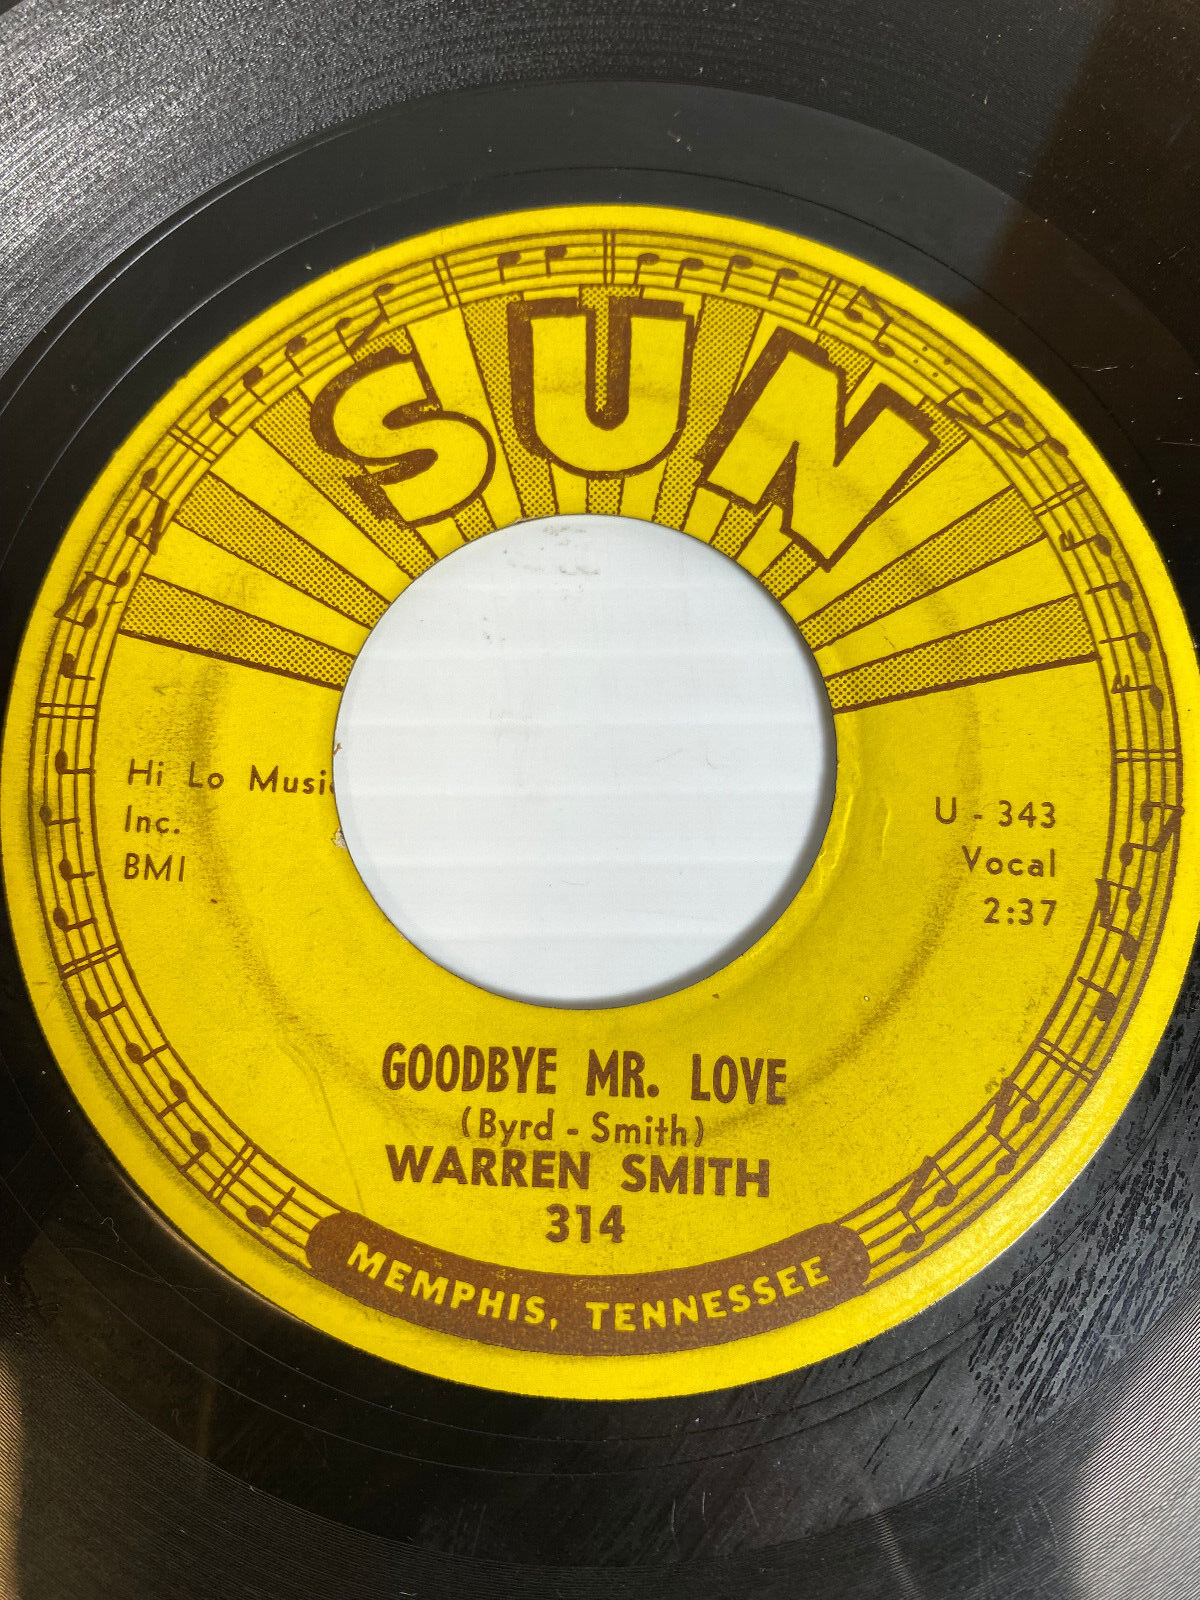 SUN
Hi Lo Music
Inc.
BMI
U - 343
Vocal
2:37
GOODBYE MR. LOVE
(Byrd - Smith)
WARREN SMITH
314
MEMPHIS, TENNESSEE